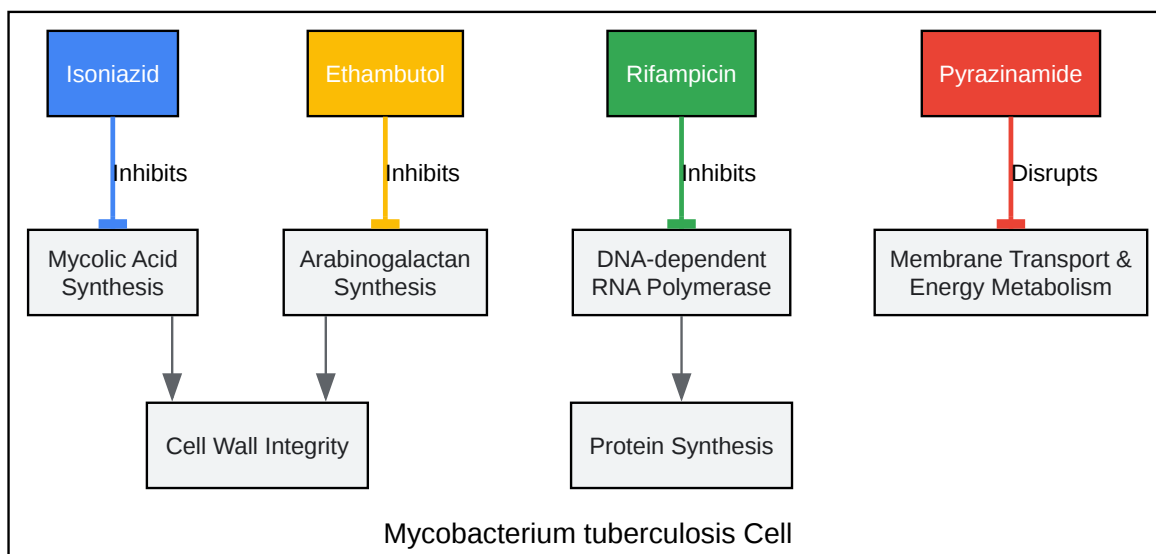 Isoniazid
Ethambutol
Rifampicin
Pyrazinamide
Inhibits
Inhibits
Inhibits
Disrupts
Mycolic Acid
Synthesis
Arabinogalactan
Synthesis
DNA-dependent
RNA Polymerase
Membrane Transport &
Energy Metabolism
Cell Wall Integrity
Protein Synthesis
Mycobacterium tuberculosis Cell